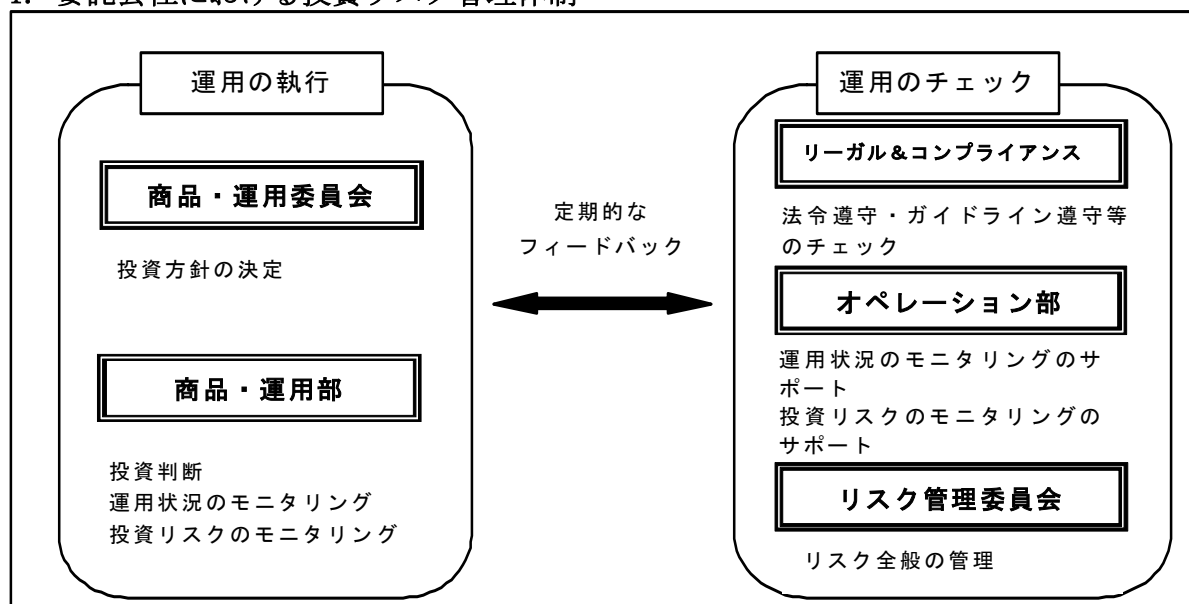 1. 委託会社における投資リスク管理体制
運用の執行
商品・運用委員会
投資方針の決定
商品・運用部
投資判断
運用状況のモニタリング
投資リスクのモニタリング
定期的な
フィードバック
運用のチェック
リーガル＆コンプライアンス
法令遵守・ガイドライン遵守等
のチェック
オペレーション部
運用状況のモニタリングのサ
ポート
投資リスクのモニタリングの
サポート
リスク管理委員会
リスク全般の管理